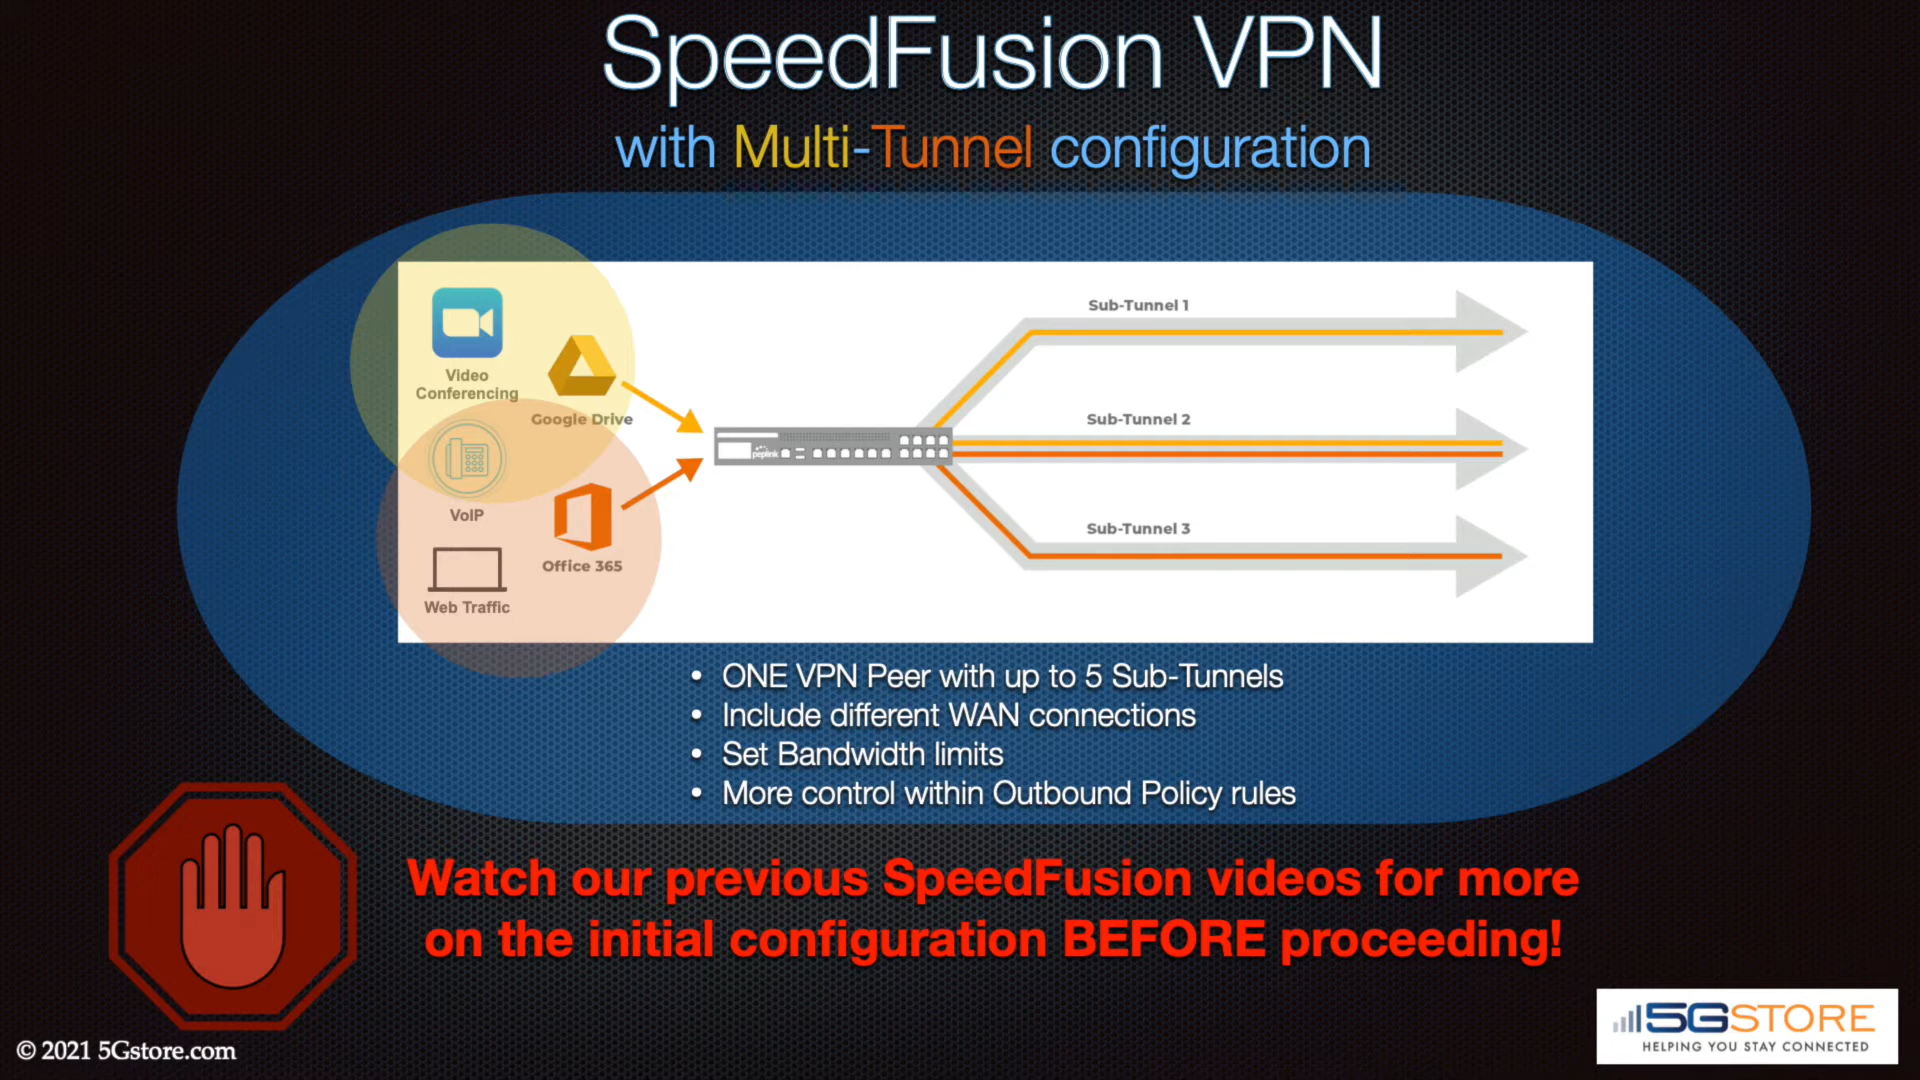 SpeedFusion VPN
with Multi-Tunnel configuration
Video
Conferencing
Google Drive
VoIP
Office 365
Web Traffic
peplink
Sub-Tunnel 1
Sub-Tunnel 2
Sub-Tunnel 3
• ONE VPN Peer with up to 5 Sub-Tunnels
• Include different WAN connections
• Set Bandwidth limits
• More control within Outbound Policy rules
Watch our previous SpeedFusion videos for more
on the initial configuration BEFORE proceeding!
5GSTORE
HELPING YOU STAY CONNECTED
© 2021 5Gstore.com